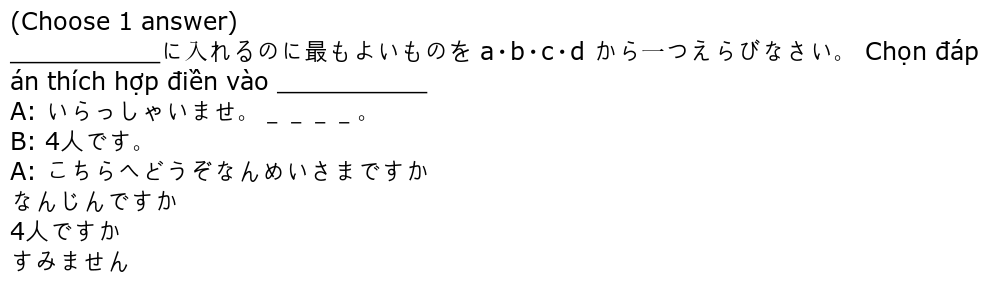 (Choose 1 answer)
____________に入れるのに最もよいものを a·b·c·d から一つえらびなさい。 Chọn đáp
án thích hợp điền vào ____________
A: いらっしゃいませ。 _ _ _ _ 。
B: 4人です。
A: こちらへどうぞなんめいさまですか
なんじんですか
4人ですか
すみません